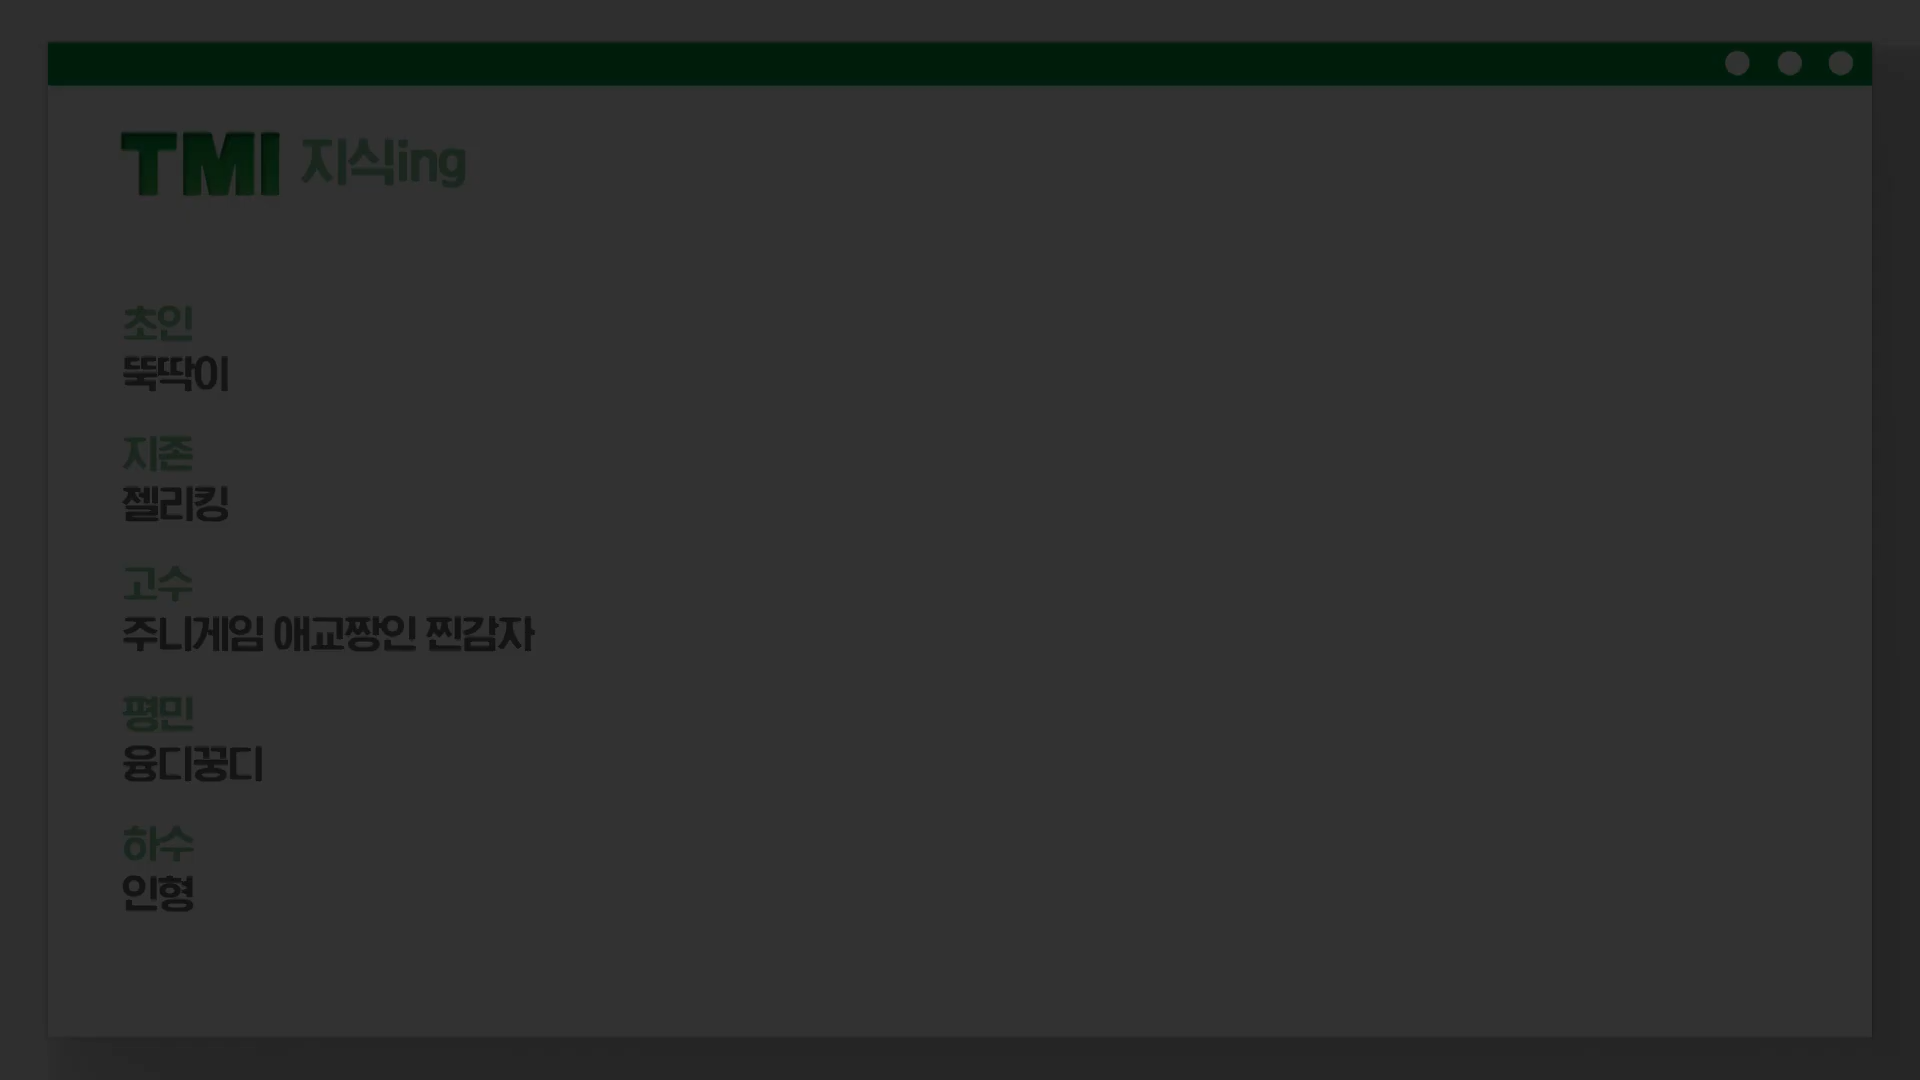 TMI 지식ing
초인
뚝딱이
지존
젤리킹
고수
주니게임 애교짱인 찐감자
평민
융디꿍디
하수
인형